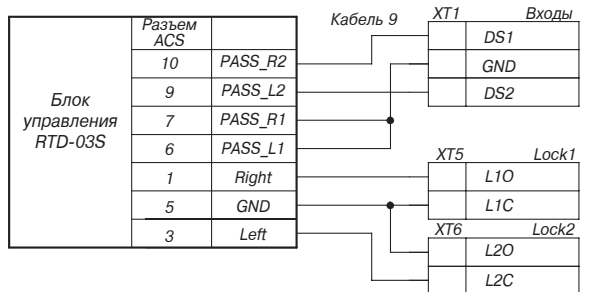 Кабель 9
Блок
управления
RTD-03S
Разъем
ACS
10 PASS_R2
9 PASS_L2
7 PASS_R1
6 PASS_L1
1 Right
5 GND
3 Left
XT1 Входы
DS1
GND
DS2
XT5 Lock1
L1O
L1C
XT6 Lock2
L2O
L2C